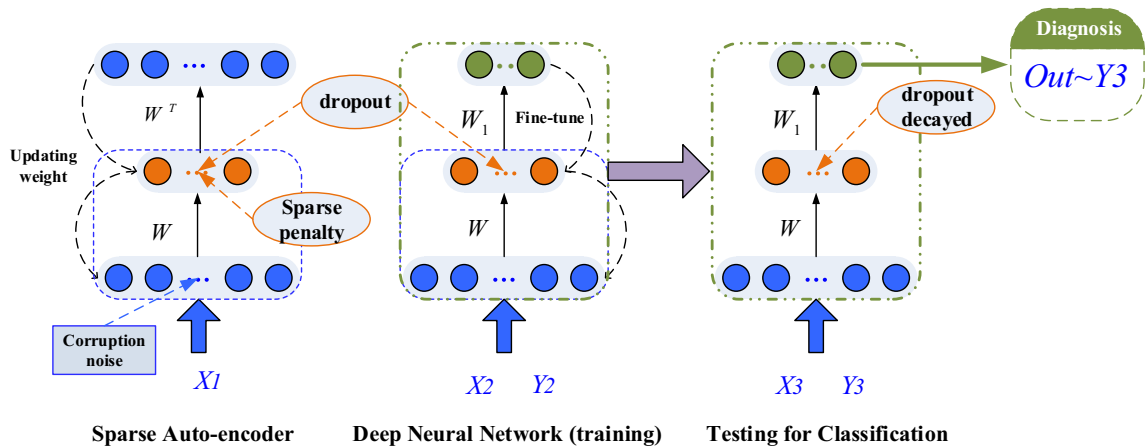 Diagnosis
Out~Y3
...
...
...
dropout
dropout
decayed
W T
W1
Fine-tune
W1
Updating
weight
...
...
...
Sparse
penalty
W
W
W
...
...
...
Corruption
noise
X1
X2 Y2
X3 Y3
Sparse Auto-encoder
Deep Neural Network (training)
Testing for Classification